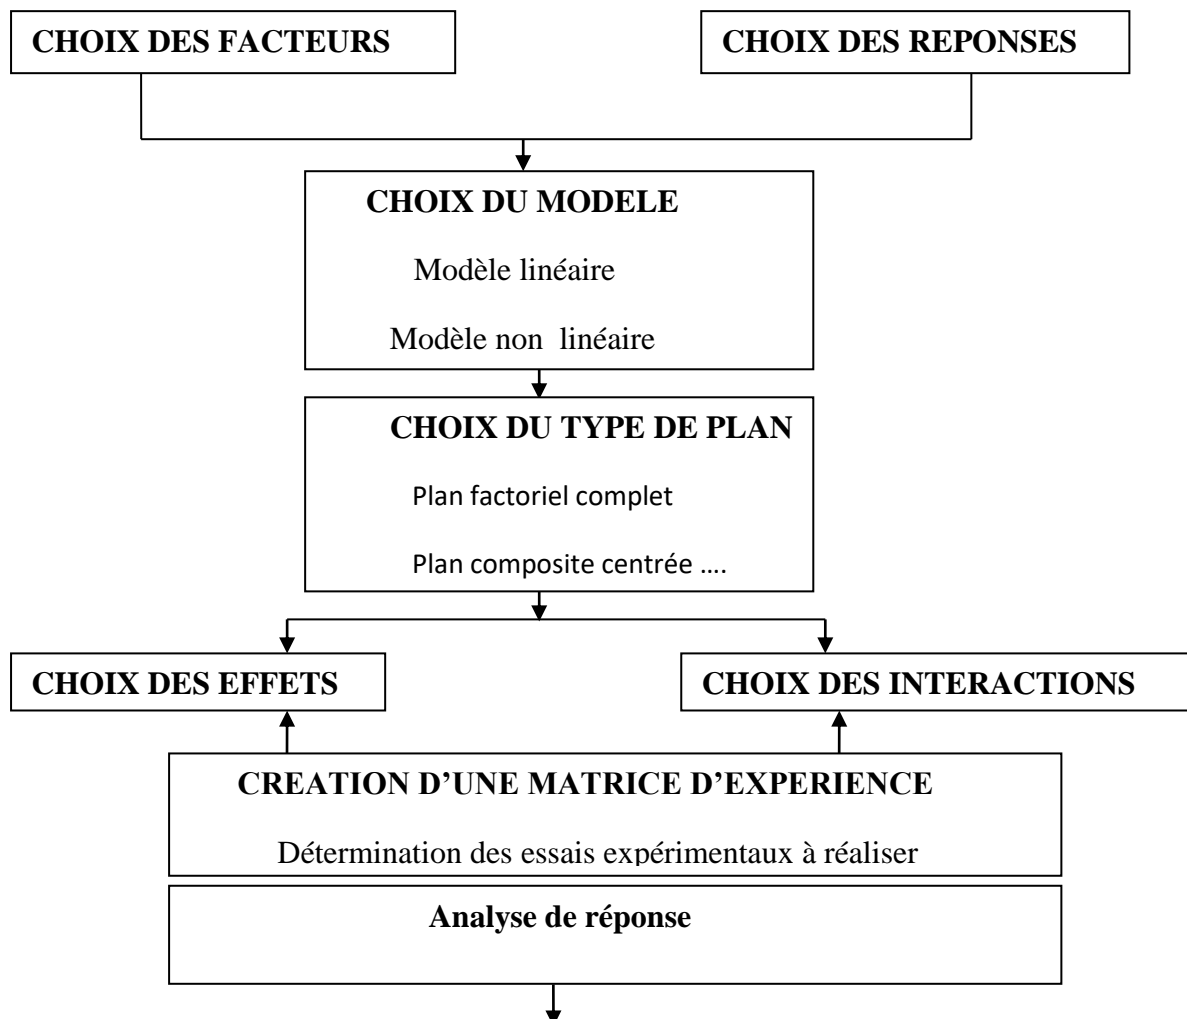 CHOIX DES FACTEURS
CHOIX DES REPONSES
CHOIX DU MODELE
Modèle linéaire
Modèle non linéaire
CHOIX DU TYPE DE PLAN
Plan factoriel complet
Plan composite centrée ....
CHOIX DES EFFETS
CHOIX DES INTERACTIONS
CREATION D’UNE MATRICE D’EXPERIENCE
Détermination des essais expérimentaux à réaliser
Analyse de réponse